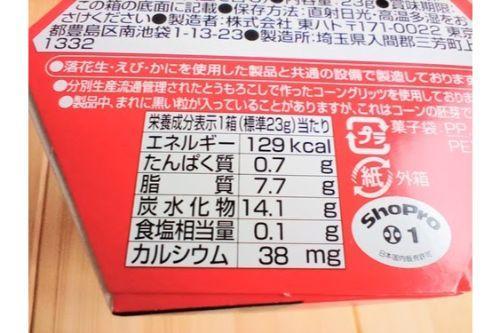 ●内容量:23g●賞味期限:
この箱の底面に記載●保存方法:直射日光・高温多湿をお
さけください●製造者:株式会社 東ハト〒171-0022 東京
都豊島区南池袋1-13-23●製造所:埼玉県入間郡三芳町上
1332
●落花生・えび・かにを使用した製品と共通の設備で製造しております
●分別生産流通管理されたとうもろこしで作ったコーングリッツを使用しており
●製品中、まれに黒い粒が入っていることがありますが、これはコーンの胚芽で
栄養成分表示1箱(標準23g)当たり
エネルギー 129 kcal
たんぱく質 0.7 g
脂質 7.7 g
炭水化物 14.1 g
食塩相当量 0.1 g
カルシウム 38 mg
プラ
菓子袋:PP,
PE
紙
外箱
ShoPro
1
日本国内販売許可